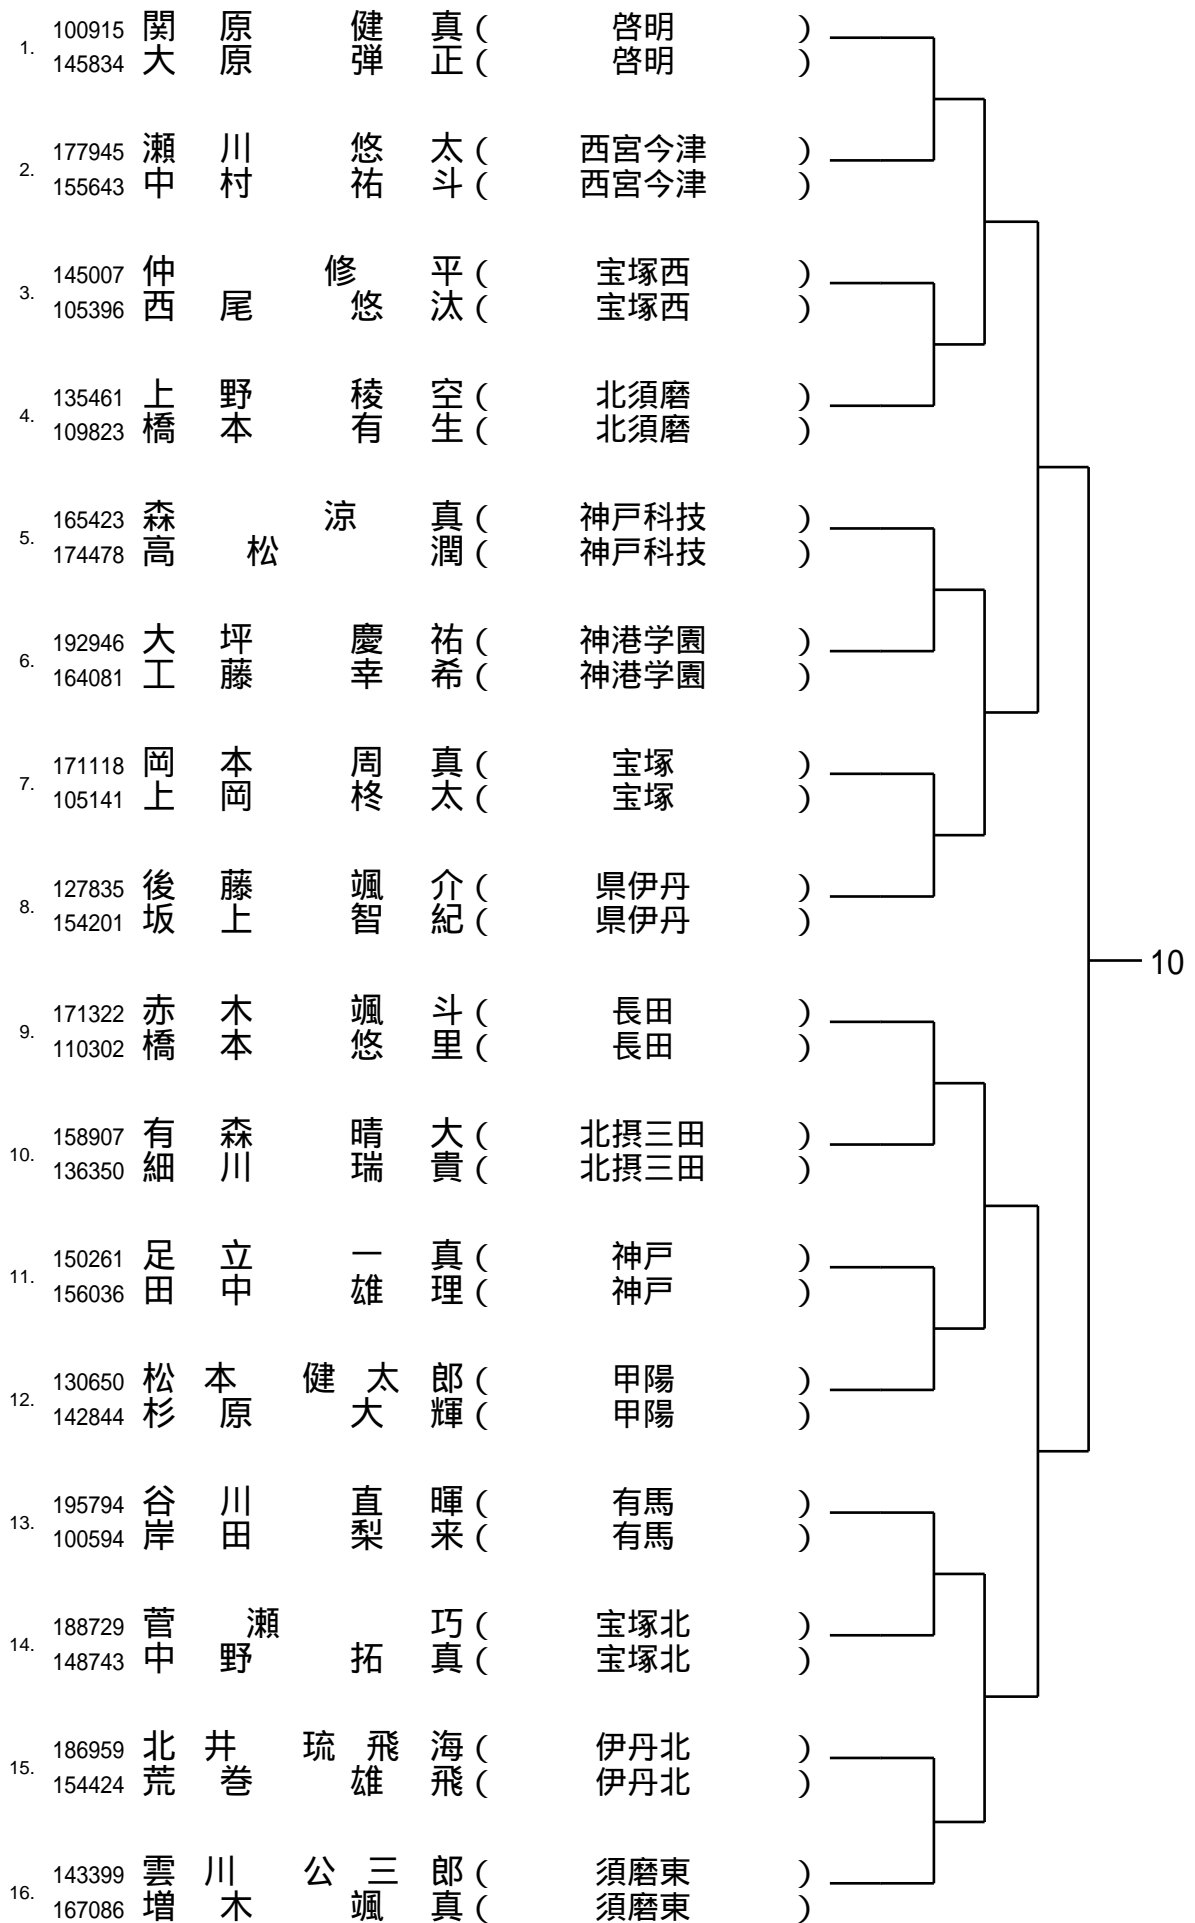 1. 100915 関原 健真 ( 啓明 )
145834 大原 弾正 ( 啓明 )
2. 177945 瀬川 悠太 ( 西宮今津 )
155643 中村 祐斗 ( 西宮今津 )
3. 145007 仲 修平 ( 宝塚西 )
105396 西尾 悠汰 ( 宝塚西 )
4. 135461 上野 稜空 ( 北須磨 )
109823 橋本 有生 ( 北須磨 )
5. 165423 森 涼真 ( 神戸科技 )
174478 高松 潤 ( 神戸科技 )
6. 192946 大坪 慶祐 ( 神港学園 )
164081 工藤 幸希 ( 神港学園 )
7. 171118 岡本 周真 ( 宝塚 )
105141 上岡 柊太 ( 宝塚 )
8. 127835 後藤 颯介 ( 県伊丹 )
154201 坂上 智紀 ( 県伊丹 )
10
9. 171322 赤木 颯斗 ( 長田 )
110302 橋本 悠里 ( 長田 )
10. 158907 有森 晴大 ( 北摂三田 )
136350 細川 瑞貴 ( 北摂三田 )
11. 150261 足立 一真 ( 神戸 )
156036 田中 雄理 ( 神戸 )
12. 130650 松本 健太郎 ( 甲陽 )
142844 杉原 大輝 ( 甲陽 )
13. 195794 谷川 直暉 ( 有馬 )
100594 岸田 梨来 ( 有馬 )
14. 188729 菅瀬 巧 ( 宝塚北 )
148743 中野 拓真 ( 宝塚北 )
15. 186959 北井 琉飛海 ( 伊丹北 )
154424 荒巻 雄飛 ( 伊丹北 )
16. 143399 雲川 公三郎 ( 須磨東 )
167086 増木 颯真 ( 須磨東 )